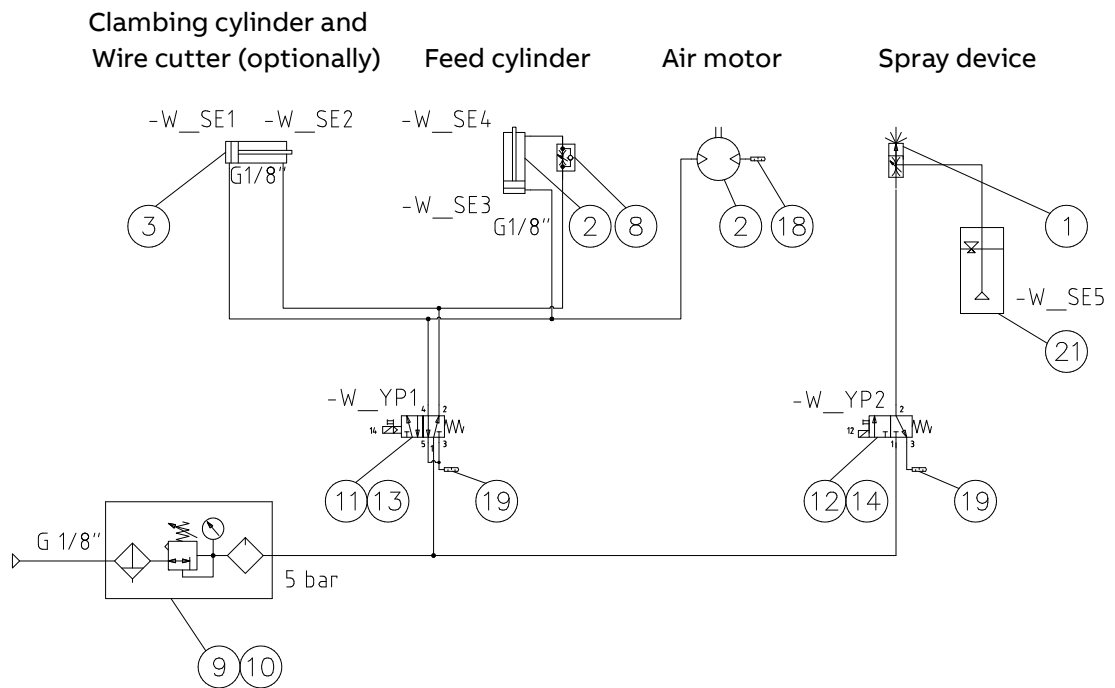 Clambing cylinder and
Wire cutter (optionally)
Feed cylinder
Air motor
Spray device
-W__SE1
-W__SE2
-W__SE4
G1/8"
-W__SE3
G1/8"
3
2
8
2
18
1
-W__SE5
21
-W__YP1
4
2
14
5
1
3
11
13
19
-W__YP2
2
12
1
3
12
14
19
G 1/8"
5 bar
9
10